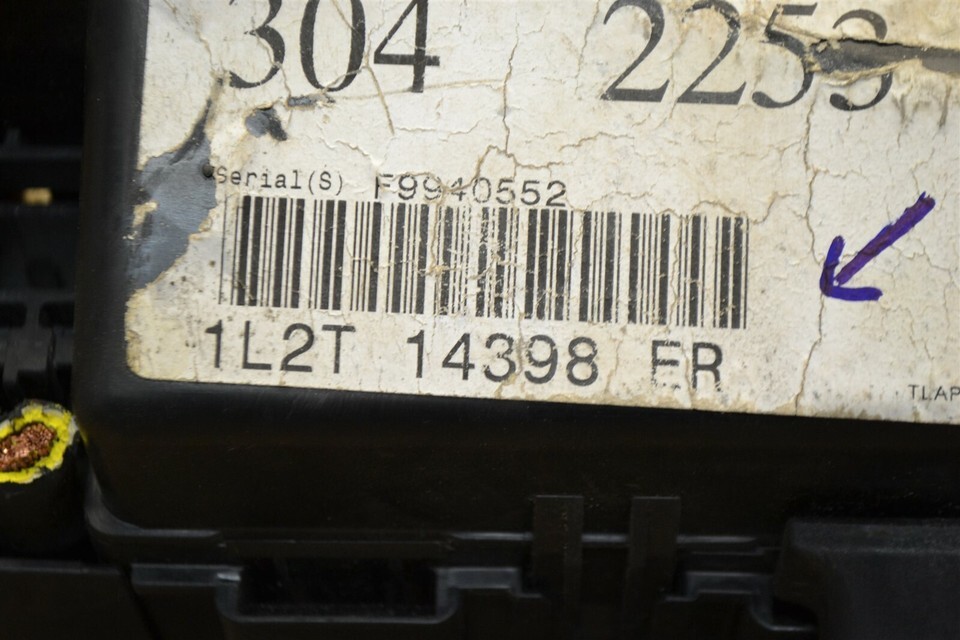 304 2253
Serial(S) F9940552
1L2T 14398 ER
TLAP